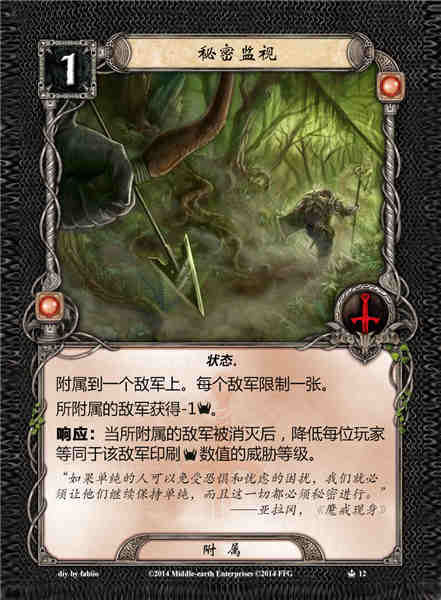 1
秘密监视
状态.
附属到一个敌军上。每个敌军限制一张。
所附属的敌军获得-1。
响应：当所附属的敌军被消灭后，降低每位玩家
等同于该敌军印刷数值的威胁等级。
“如果单纯的人可以免受恐惧和忧虑的困扰，我们就必
须让他们继续保持单纯，而且这一切都必须秘密进行。”
——亚拉冈，《魔戒现身》
附属
diy by fabiio ©2014 Middle-earth Enterprises ©2014 FFG 12